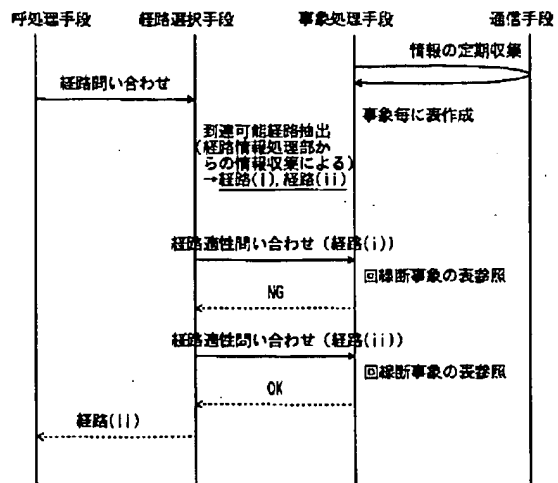 呼処理手段 経路選択手段 事象処理手段 通信手段
情報の定期収集
経路問い合わせ
事象毎に表作成
到達可能経路抽出
(経路情報処理部か
らの情報収集による)
→経路(i),経路(ii)
経路適性問い合わせ(経路(i))
回線断事象の表参照
NG
経路適性問い合わせ(経路(ii))
回線断事象の表参照
OK
経路(ii)